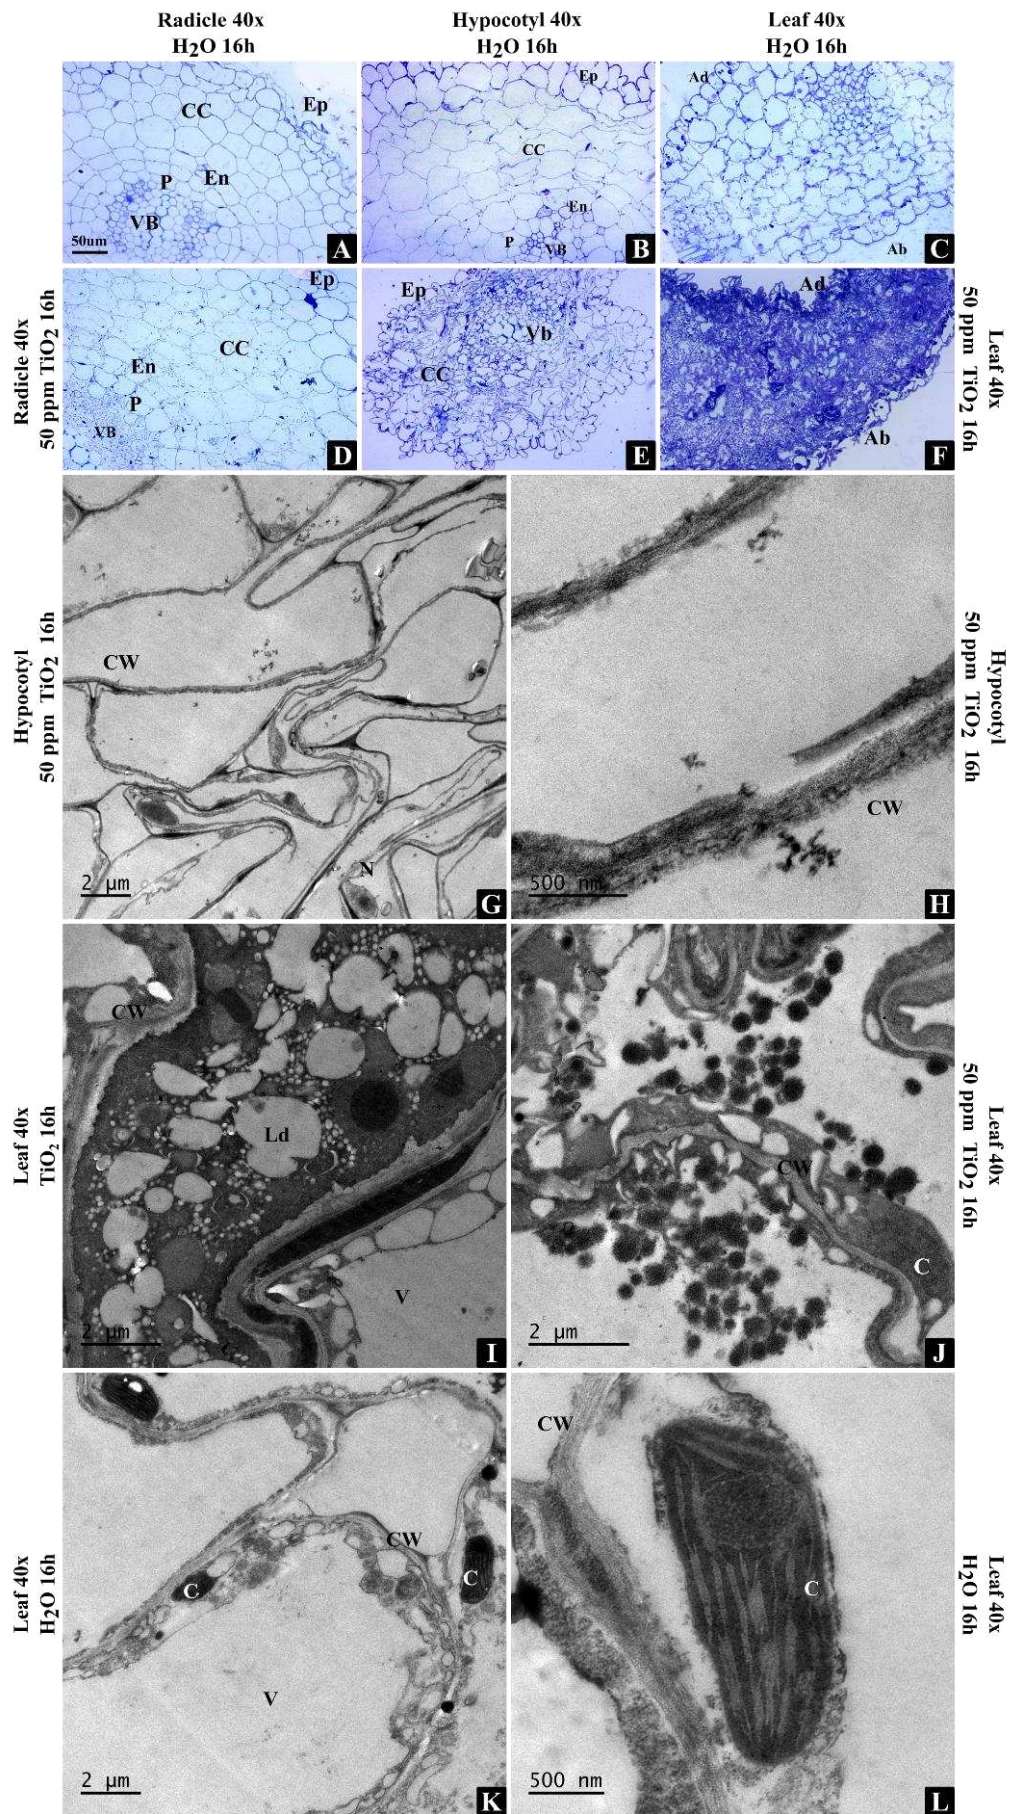 Radicle 40x
H2O 16h
Hypocotyl 40x
H2O 16h
Leaf 40x
H2O 16h
CC
Ep
En
P
VB
50um
A
Ep
CC
En
P
VB
B
Ad
Ab
C
Radicle 40x
50 ppm TiO2 16h
Ep
CC
En
P
VB
D
Ep
Vb
CC
E
Ad
Ab
F
Leaf 40x
50 ppm TiO2 16h
Hypocotyl
50 ppm TiO2 16h
CW
N
2 µm
G
CW
500 nm
H
Hypocotyl
50 ppm TiO2 16h
Leaf 40x
TiO2 16h
CW
Ld
V
2 µm
I
CW
C
2 µm
J
Leaf 40x
50 ppm TiO2 16h
Leaf 40x
H2O 16h
CW
C
C
V
2 µm
K
CW
C
500 nm
L
Leaf 40x
H2O 16h